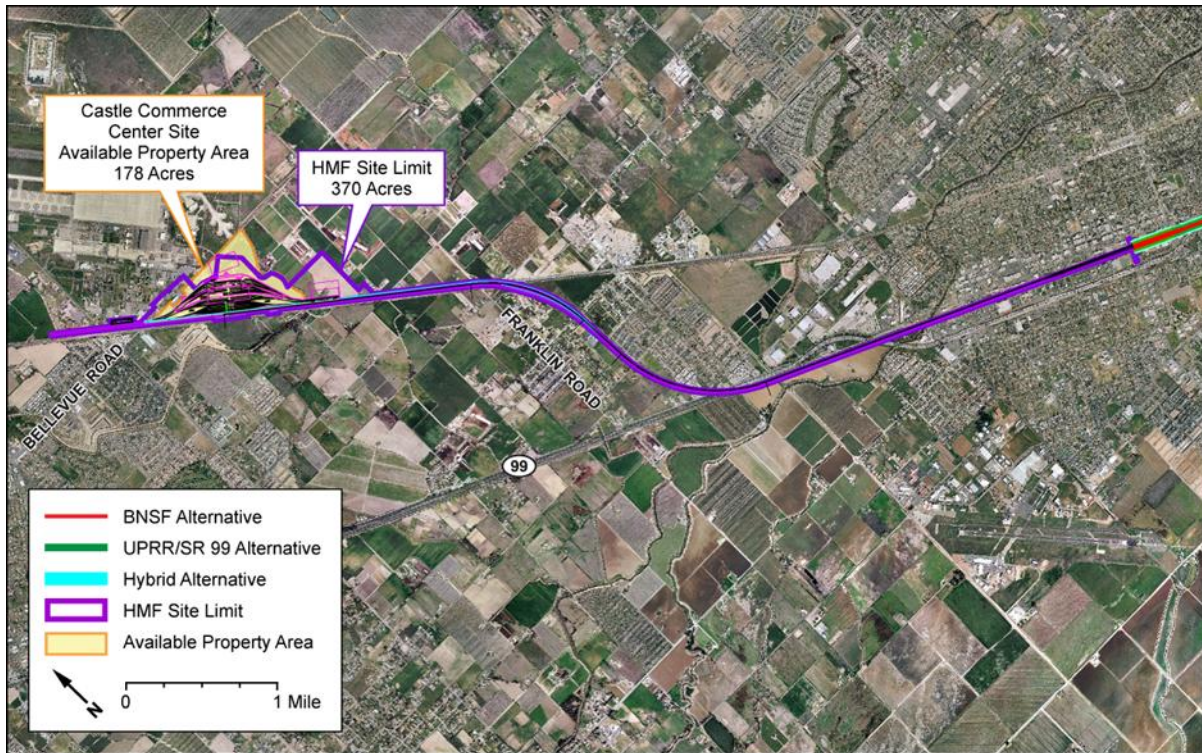 Castle Commerce
Center Site
Available Property Area
178 Acres
HMF Site Limit
370 Acres
BELLEVUE ROAD
FRANKLIN ROAD
99
BNSF Alternative
UPRR/SR 99 Alternative
Hybrid Alternative
HMF Site Limit
Available Property Area
N
0
1 Mile